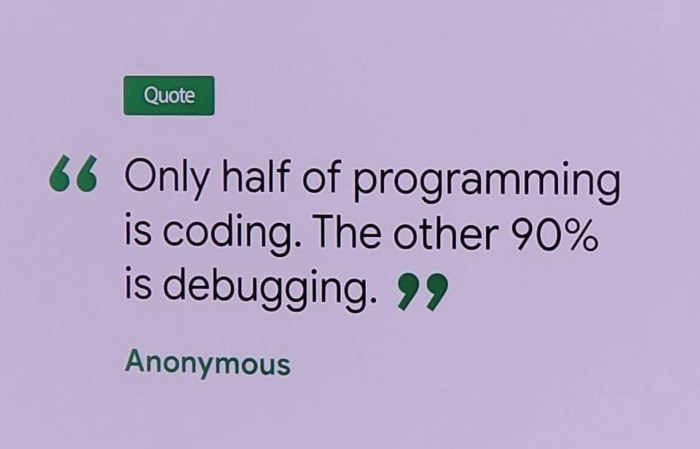 Quote
“ Only half of programming
is coding. The other 90%
is debugging. ”
Anonymous